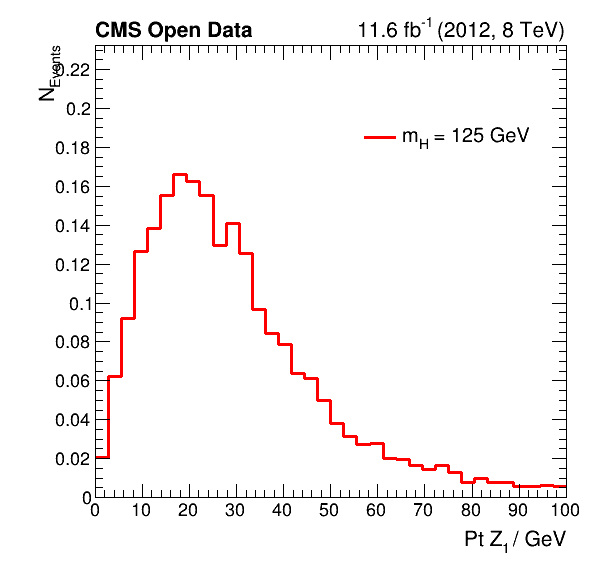 CMS Open Data
11.6 fb⁻¹ (2012, 8 TeV)
N_Events
0.22
0.2
0.18
0.16
0.14
0.12
0.1
0.08
0.06
0.04
0.02
0
m_H = 125 GeV
0 10 20 30 40 50 60 70 80 90 100
Pt Z₁ / GeV